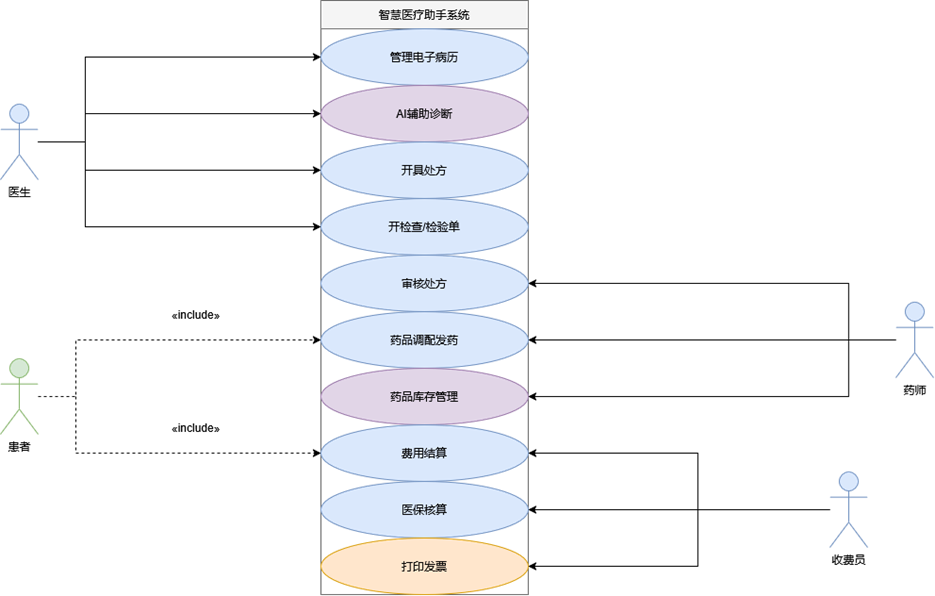 智慧医疗助手系统
管理电子病历
AI辅助诊断
开具处方
医生
开检查/检验单
审核处方
«include»
药品调配发药
药师
药品库存管理
患者
«include»
费用结算
医保核算
收费员
打印发票